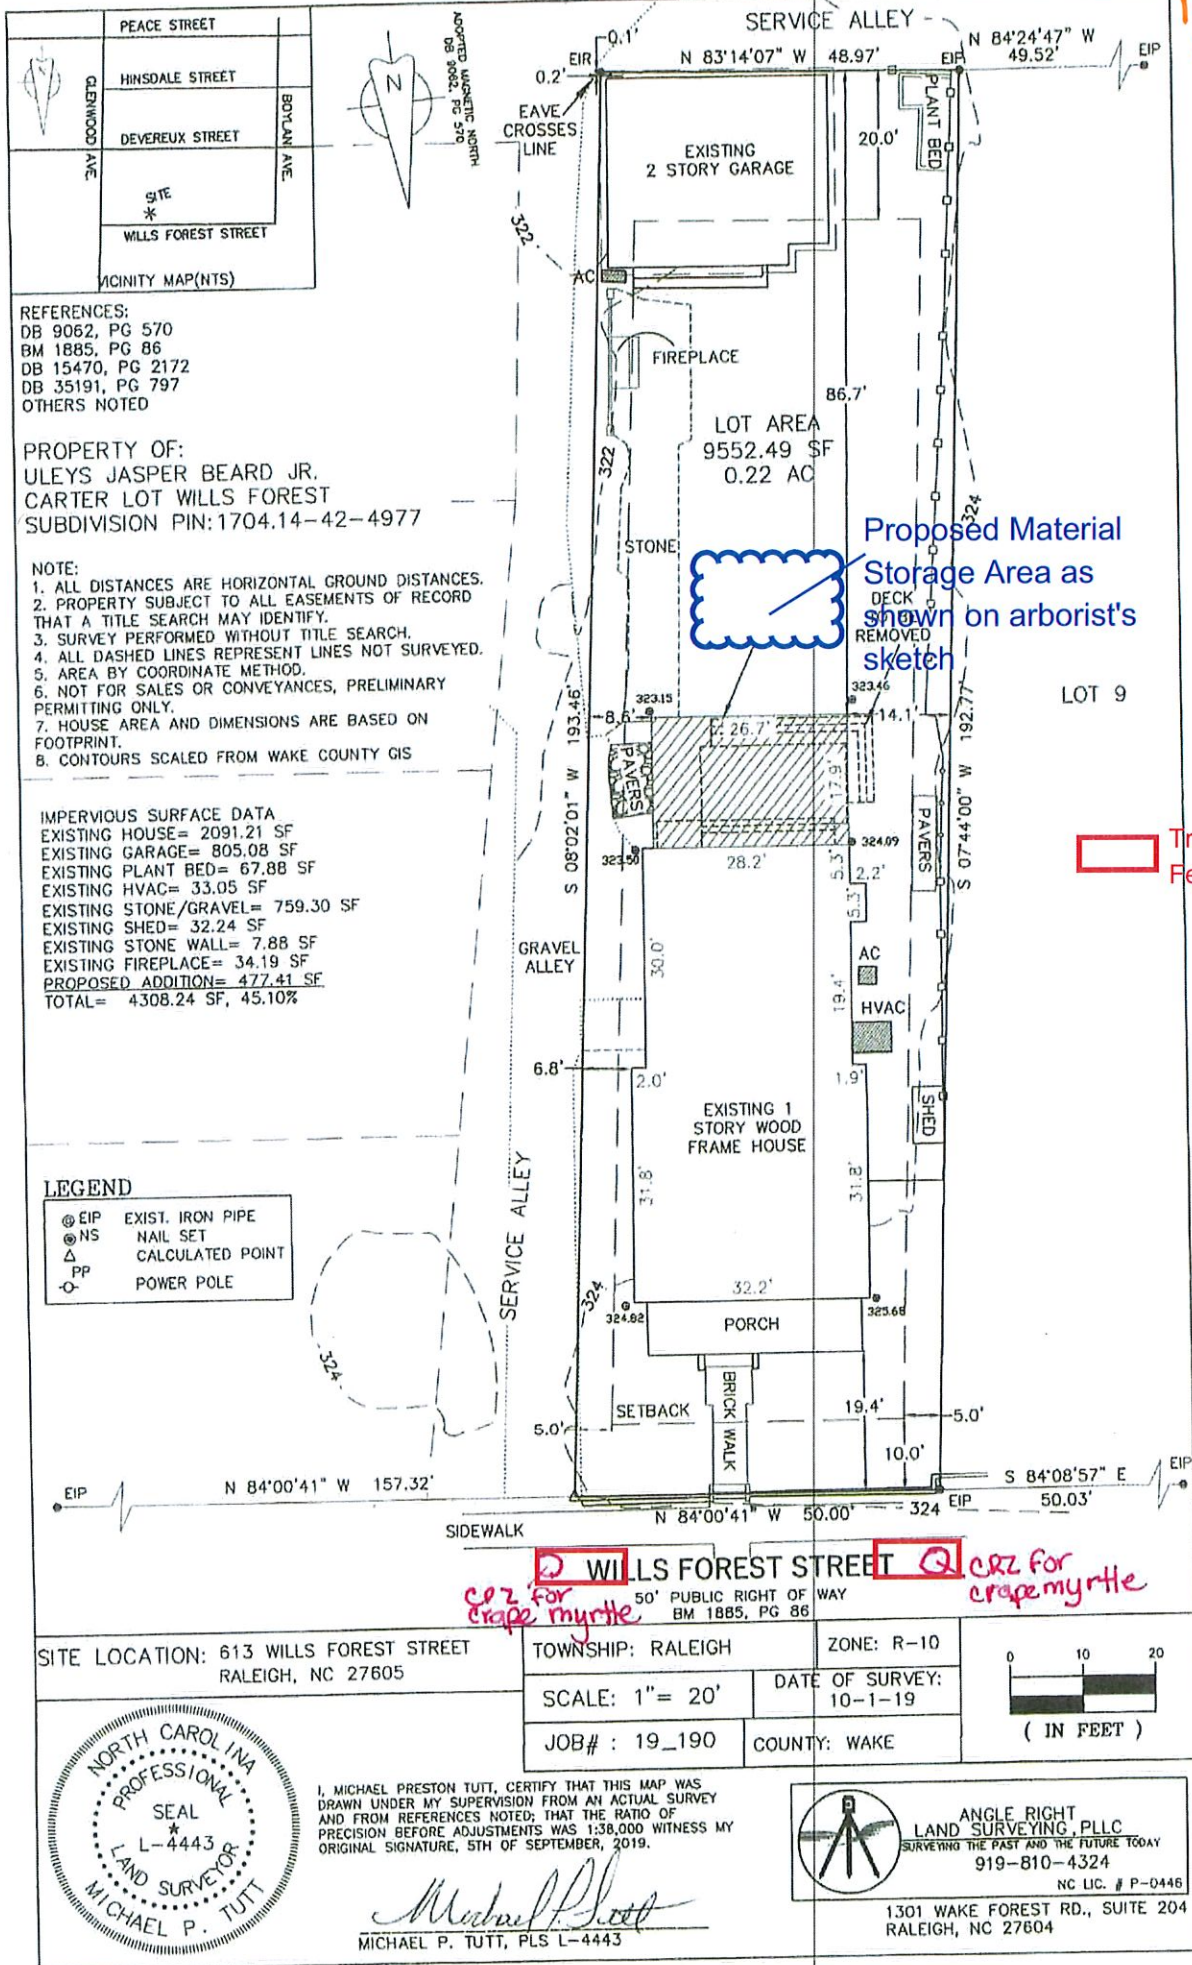 PEACE STREET
HINSDALE STREET
DEVEREUX STREET
GLENWOOD AVE.
BOYLAN AVE.
SITE
*
WILLS FOREST STREET
VICINITY MAP(NTS)
N
ADOPTED MAGNETIC NORTH
DB 9062, PG 570
SERVICE ALLEY
0.1'
EIR
N 83°14'07" W 48.97'
EIP
N 84°24'47" W
49.52'
EIP
0.2'
EAVE
CROSSES
LINE
EXISTING
2 STORY GARAGE
20.0'
PLANT BED
322
AC
FIREPLACE
86.7'
REFERENCES:
DB 9062, PG 570
BM 1885, PG 86
DB 15470, PG 2172
DB 35191, PG 797
OTHERS NOTED
LOT AREA
9552.49 SF
0.22 AC
322
324
PROPERTY OF:
ULEYS JASPER BEARD JR.
CARTER LOT WILLS FOREST
SUBDIVISION PIN:1704.14-42-4977
STONE
Proposed Material
Storage Area as
shown on arborist's
sketch
DECK
REMOVED
NOTE:
1. ALL DISTANCES ARE HORIZONTAL GROUND DISTANCES.
2. PROPERTY SUBJECT TO ALL EASEMENTS OF RECORD
THAT A TITLE SEARCH MAY IDENTIFY.
3. SURVEY PERFORMED WITHOUT TITLE SEARCH.
4. ALL DASHED LINES REPRESENT LINES NOT SURVEYED.
5. AREA BY COORDINATE METHOD.
6. NOT FOR SALES OR CONVEYANCES, PRELIMINARY
PERMITTING ONLY.
7. HOUSE AREA AND DIMENSIONS ARE BASED ON
FOOTPRINT.
8. CONTOURS SCALED FROM WAKE COUNTY GIS
LOT 9
323.15
323.46
8.6'
26.7'
14.1'
S 08°02'01" W 193.46'
S 07°44'00" W 192.77'
PAVERS
17.9'
PAVERS
323.50
324.09
28.2'
5.3'
2.2'
5.3'
IMPERVIOUS SURFACE DATA
EXISTING HOUSE= 2091.21 SF
EXISTING GARAGE= 805.08 SF
EXISTING PLANT BED= 67.88 SF
EXISTING HVAC= 33.05 SF
EXISTING STONE/GRAVEL= 759.30 SF
EXISTING SHED= 32.24 SF
EXISTING STONE WALL= 7.88 SF
EXISTING FIREPLACE= 34.19 SF
PROPOSED ADDITION= 477.41 SF
TOTAL= 4308.24 SF, 45.10%
GRAVEL
ALLEY
30.0'
AC
19.4'
HVAC
6.8'
2.0'
1.9'
EXISTING 1
STORY WOOD
FRAME HOUSE
SHED
31.8'
31.8'
LEGEND
EIP EXIST. IRON PIPE
NS NAIL SET
CALCULATED POINT
PP POWER POLE
SERVICE ALLEY
324
324
32.2'
324.82
325.68
PORCH
BRICK WALK
SETBACK
19.4'
5.0'
5.0'
10.0'
EIP
N 84°00'41" W 157.32'
S 84°08'57" E
50.03'
EIP
EIP
N 84°00'41" W 50.00'
324
SIDEWALK
WILLS FOREST STREET
50' PUBLIC RIGHT OF WAY
BM 1885, PG 86
CRZ for
crape myrtle
CRZ for
crape myrtle
SITE LOCATION: 613 WILLS FOREST STREET
RALEIGH, NC 27605
TOWNSHIP: RALEIGH
ZONE: R-10
SCALE: 1"= 20'
DATE OF SURVEY:
10-1-19
JOB# : 19_190
COUNTY: WAKE
0 10 20
( IN FEET )
NORTH CAROLINA
PROFESSIONAL
SEAL
*
L-4443
LAND SURVEYOR
MICHAEL P. TUTT
I, MICHAEL PRESTON TUTT, CERTIFY THAT THIS MAP WAS
DRAWN UNDER MY SUPERVISION FROM AN ACTUAL SURVEY
AND FROM REFERENCES NOTED; THAT THE RATIO OF
PRECISION BEFORE ADJUSTMENTS WAS 1:38,000 WITNESS MY
ORIGINAL SIGNATURE, 5TH OF SEPTEMBER, 2019.
Michael P. Tutt
MICHAEL P. TUTT, PLS L-4443
ANGLE RIGHT
LAND SURVEYING, PLLC
SURVEYING THE PAST AND THE FUTURE TODAY
919-810-4324
NC LIC. # P-0446
1301 WAKE FOREST RD., SUITE 204
RALEIGH, NC 27604